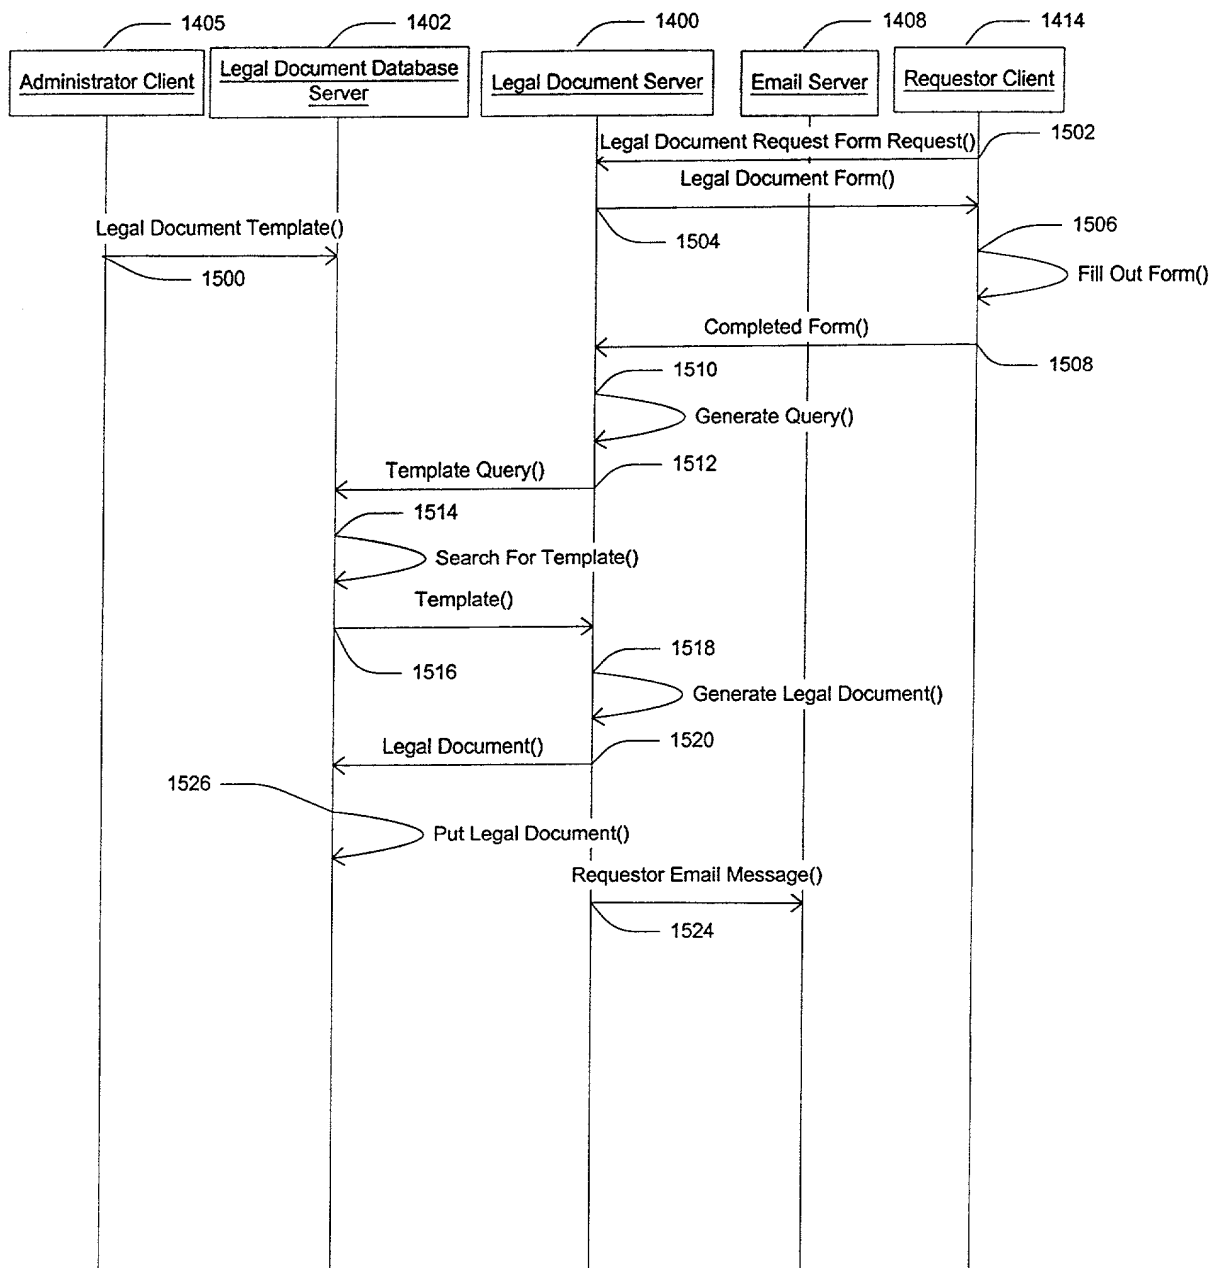 1405
1402
1400
1408
1414
Administrator Client
Legal Document Database
Server
Legal Document Server
Email Server
Requestor Client
1502
Legal Document Request Form Request()
Legal Document Form()
1504
1506
Legal Document Template()
1500
Fill Out Form()
Completed Form()
1508
1510
Generate Query()
Template Query()
1512
1514
Search For Template()
Template()
1516
1518
Generate Legal Document()
Legal Document()
1520
1526
Put Legal Document()
Requestor Email Message()
1524